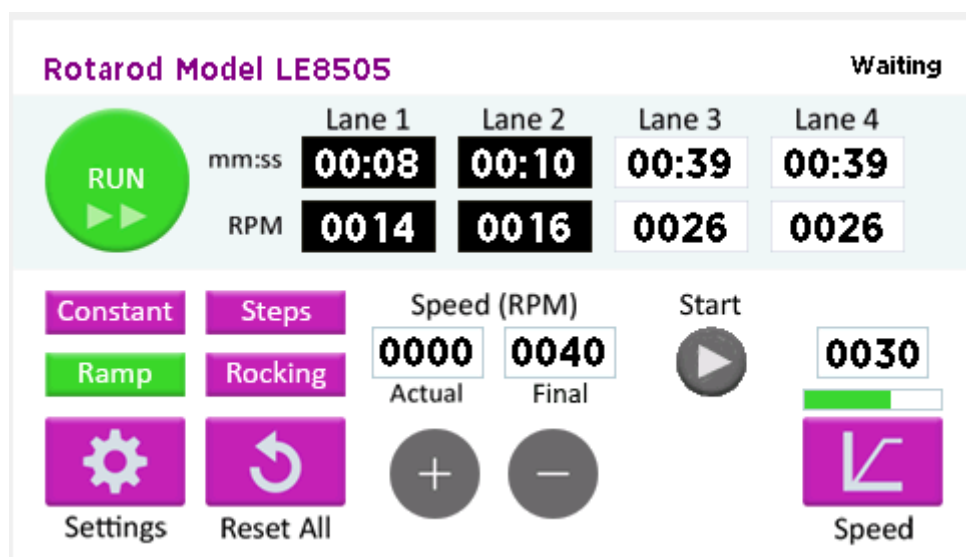 Rotarod Model LE8505 Waiting
Lane 1 Lane 2 Lane 3 Lane 4
RUN mm:ss 00:08 00:10 00:39 00:39
RPM 0014 0016 0026 0026
Constant Steps Speed (RPM) Start
Ramp Rocking 0000 0040 0030
Actual Final
Settings Reset All Speed